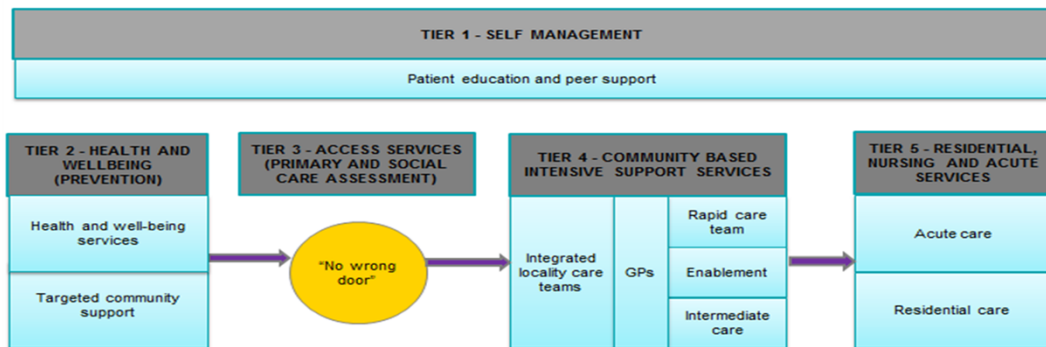 TIER 1 - SELF MANAGEMENT
Patient education and peer support
TIER 2 - HEALTH AND
WELLBEING
(PREVENTION)
Health and well-being
services
Targeted community
support
TIER 3 - ACCESS SERVICES
(PRIMARY AND SOCIAL
CARE ASSESSMENT)
"No wrong
door"
TIER 4 - COMMUNITY BASED
INTENSIVE SUPPORT SERVICES
Integrated
locality care
teams
GPs
Rapid care
team
Enablement
Intermediate
care
TIER 5 - RESIDENTIAL,
NURSING AND ACUTE
SERVICES
Acute care
Residential care